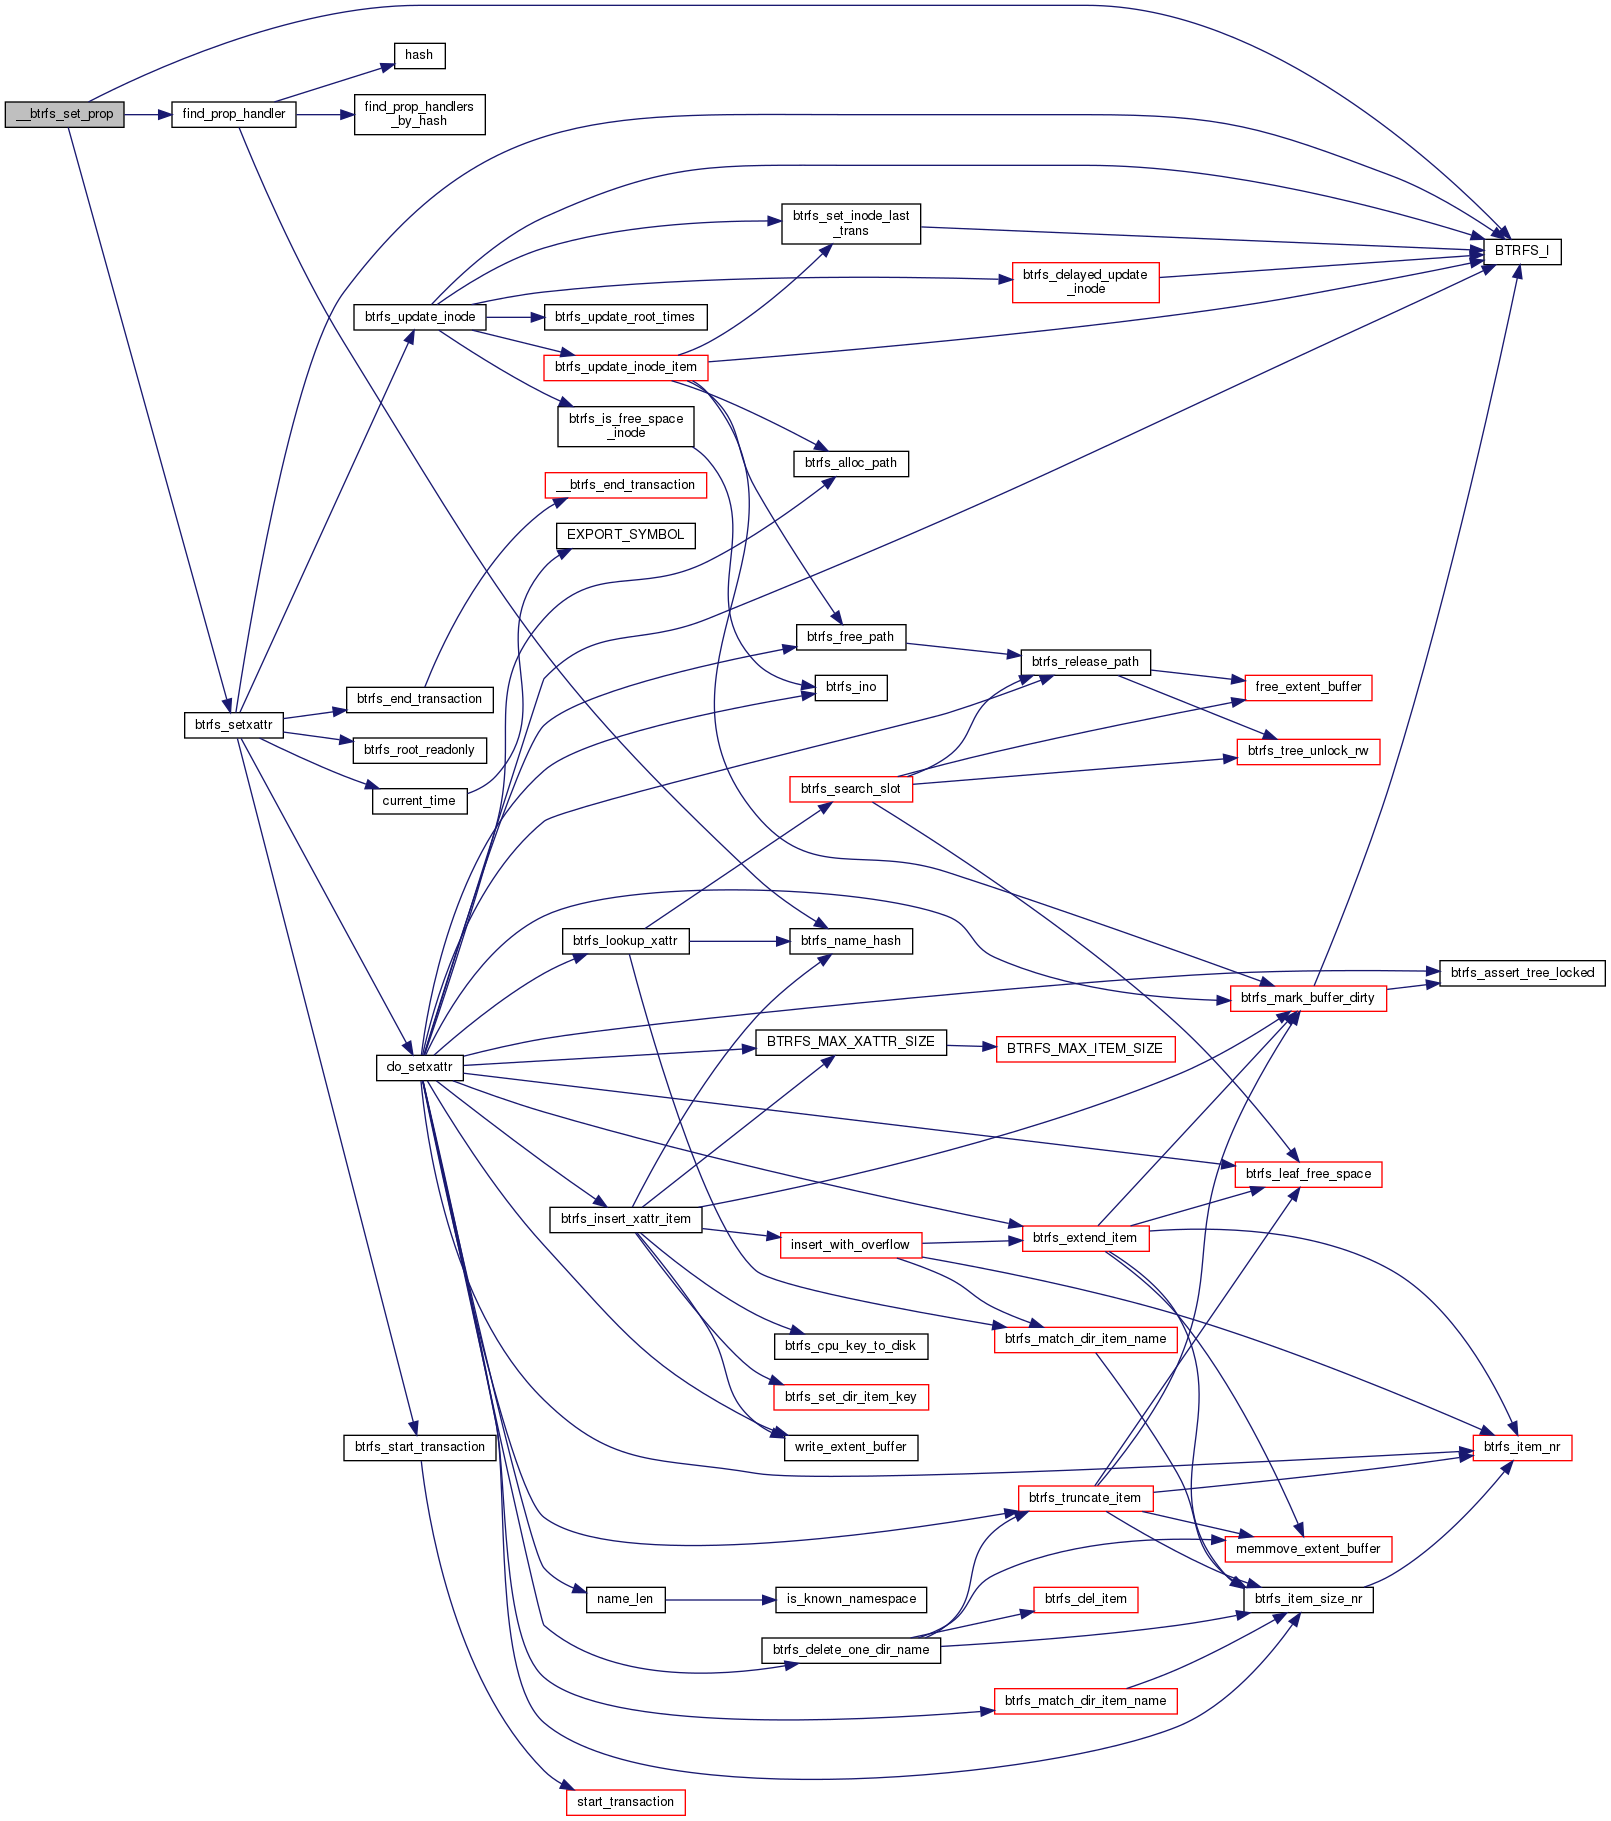 hash
__btrfs_set_prop
find_prop_handler
find_prop_handlers
_by_hash
btrfs_set_inode_last
_trans
BTRFS_I
btrfs_delayed_update
_inode
btrfs_update_inode
btrfs_update_root_times
btrfs_update_inode_item
btrfs_is_free_space
_inode
btrfs_alloc_path
__btrfs_end_transaction
EXPORT_SYMBOL
btrfs_free_path
btrfs_release_path
btrfs_ino
free_extent_buffer
btrfs_end_transaction
btrfs_setxattr
btrfs_root_readonly
btrfs_tree_unlock_rw
btrfs_search_slot
current_time
btrfs_lookup_xattr
btrfs_name_hash
btrfs_assert_tree_locked
btrfs_mark_buffer_dirty
BTRFS_MAX_XATTR_SIZE
BTRFS_MAX_ITEM_SIZE
do_setxattr
btrfs_leaf_free_space
btrfs_insert_xattr_item
insert_with_overflow
btrfs_extend_item
btrfs_cpu_key_to_disk
btrfs_match_dir_item_name
btrfs_set_dir_item_key
btrfs_start_transaction
write_extent_buffer
btrfs_item_nr
btrfs_truncate_item
memmove_extent_buffer
name_len
is_known_namespace
btrfs_del_item
btrfs_item_size_nr
btrfs_delete_one_dir_name
btrfs_match_dir_item_name
start_transaction